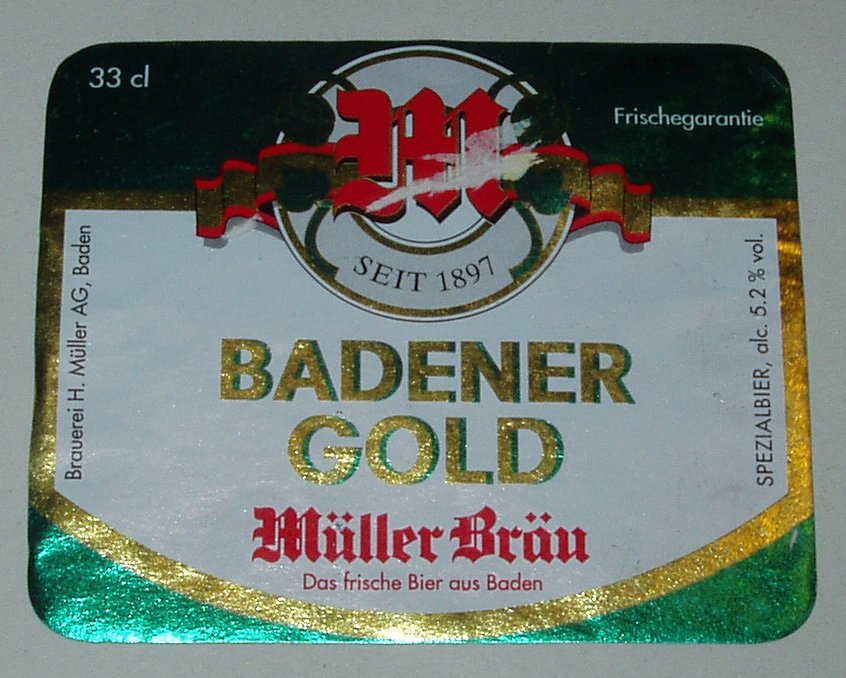 33 cl
Frischegarantie
M
SEIT 1897
Brauerei H. Müller AG, Baden
BADENER
GOLD
Müller Bräu
Das frische Bier aus Baden
SPEZIALBIER, alc. 5.2 % vol.